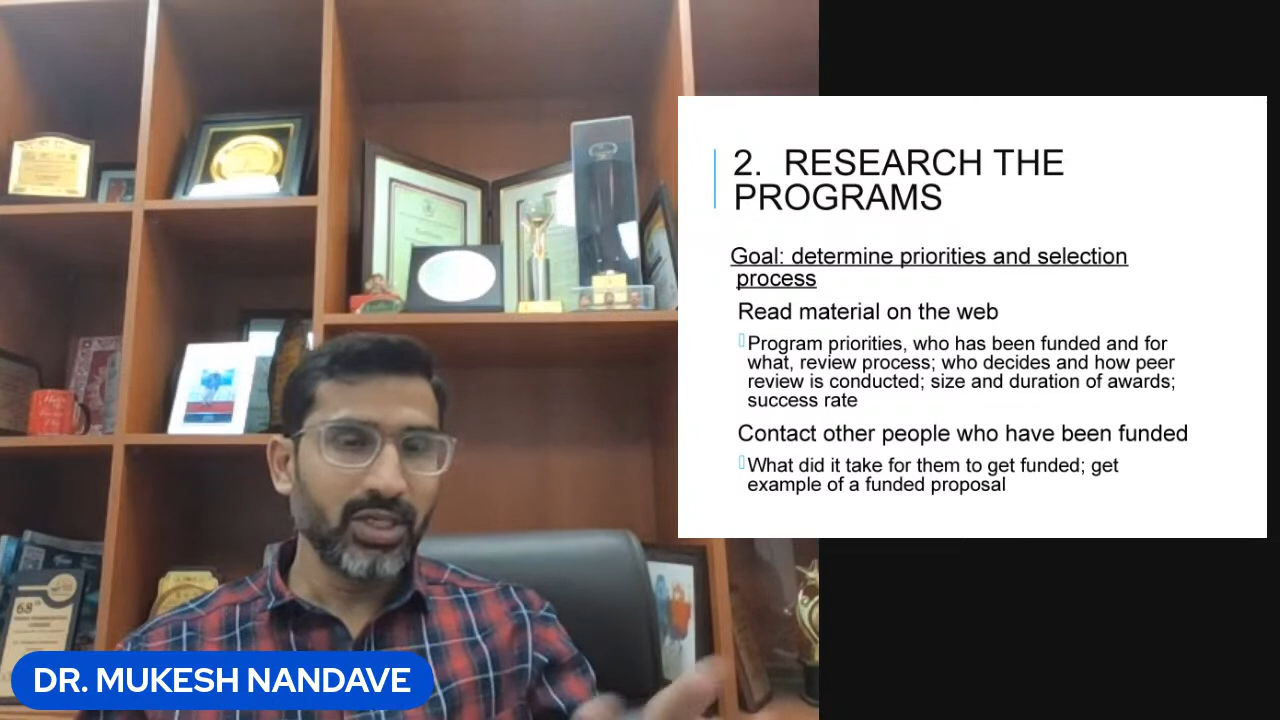 2. RESEARCH THE
PROGRAMS
Goal: determine priorities and selection
process
Read material on the web
Program priorities, who has been funded and for
what, review process; who decides and how peer
review is conducted; size and duration of awards;
success rate
Contact other people who have been funded
What did it take for them to get funded; get
example of a funded proposal
68
DR. MUKESH NANDAVE